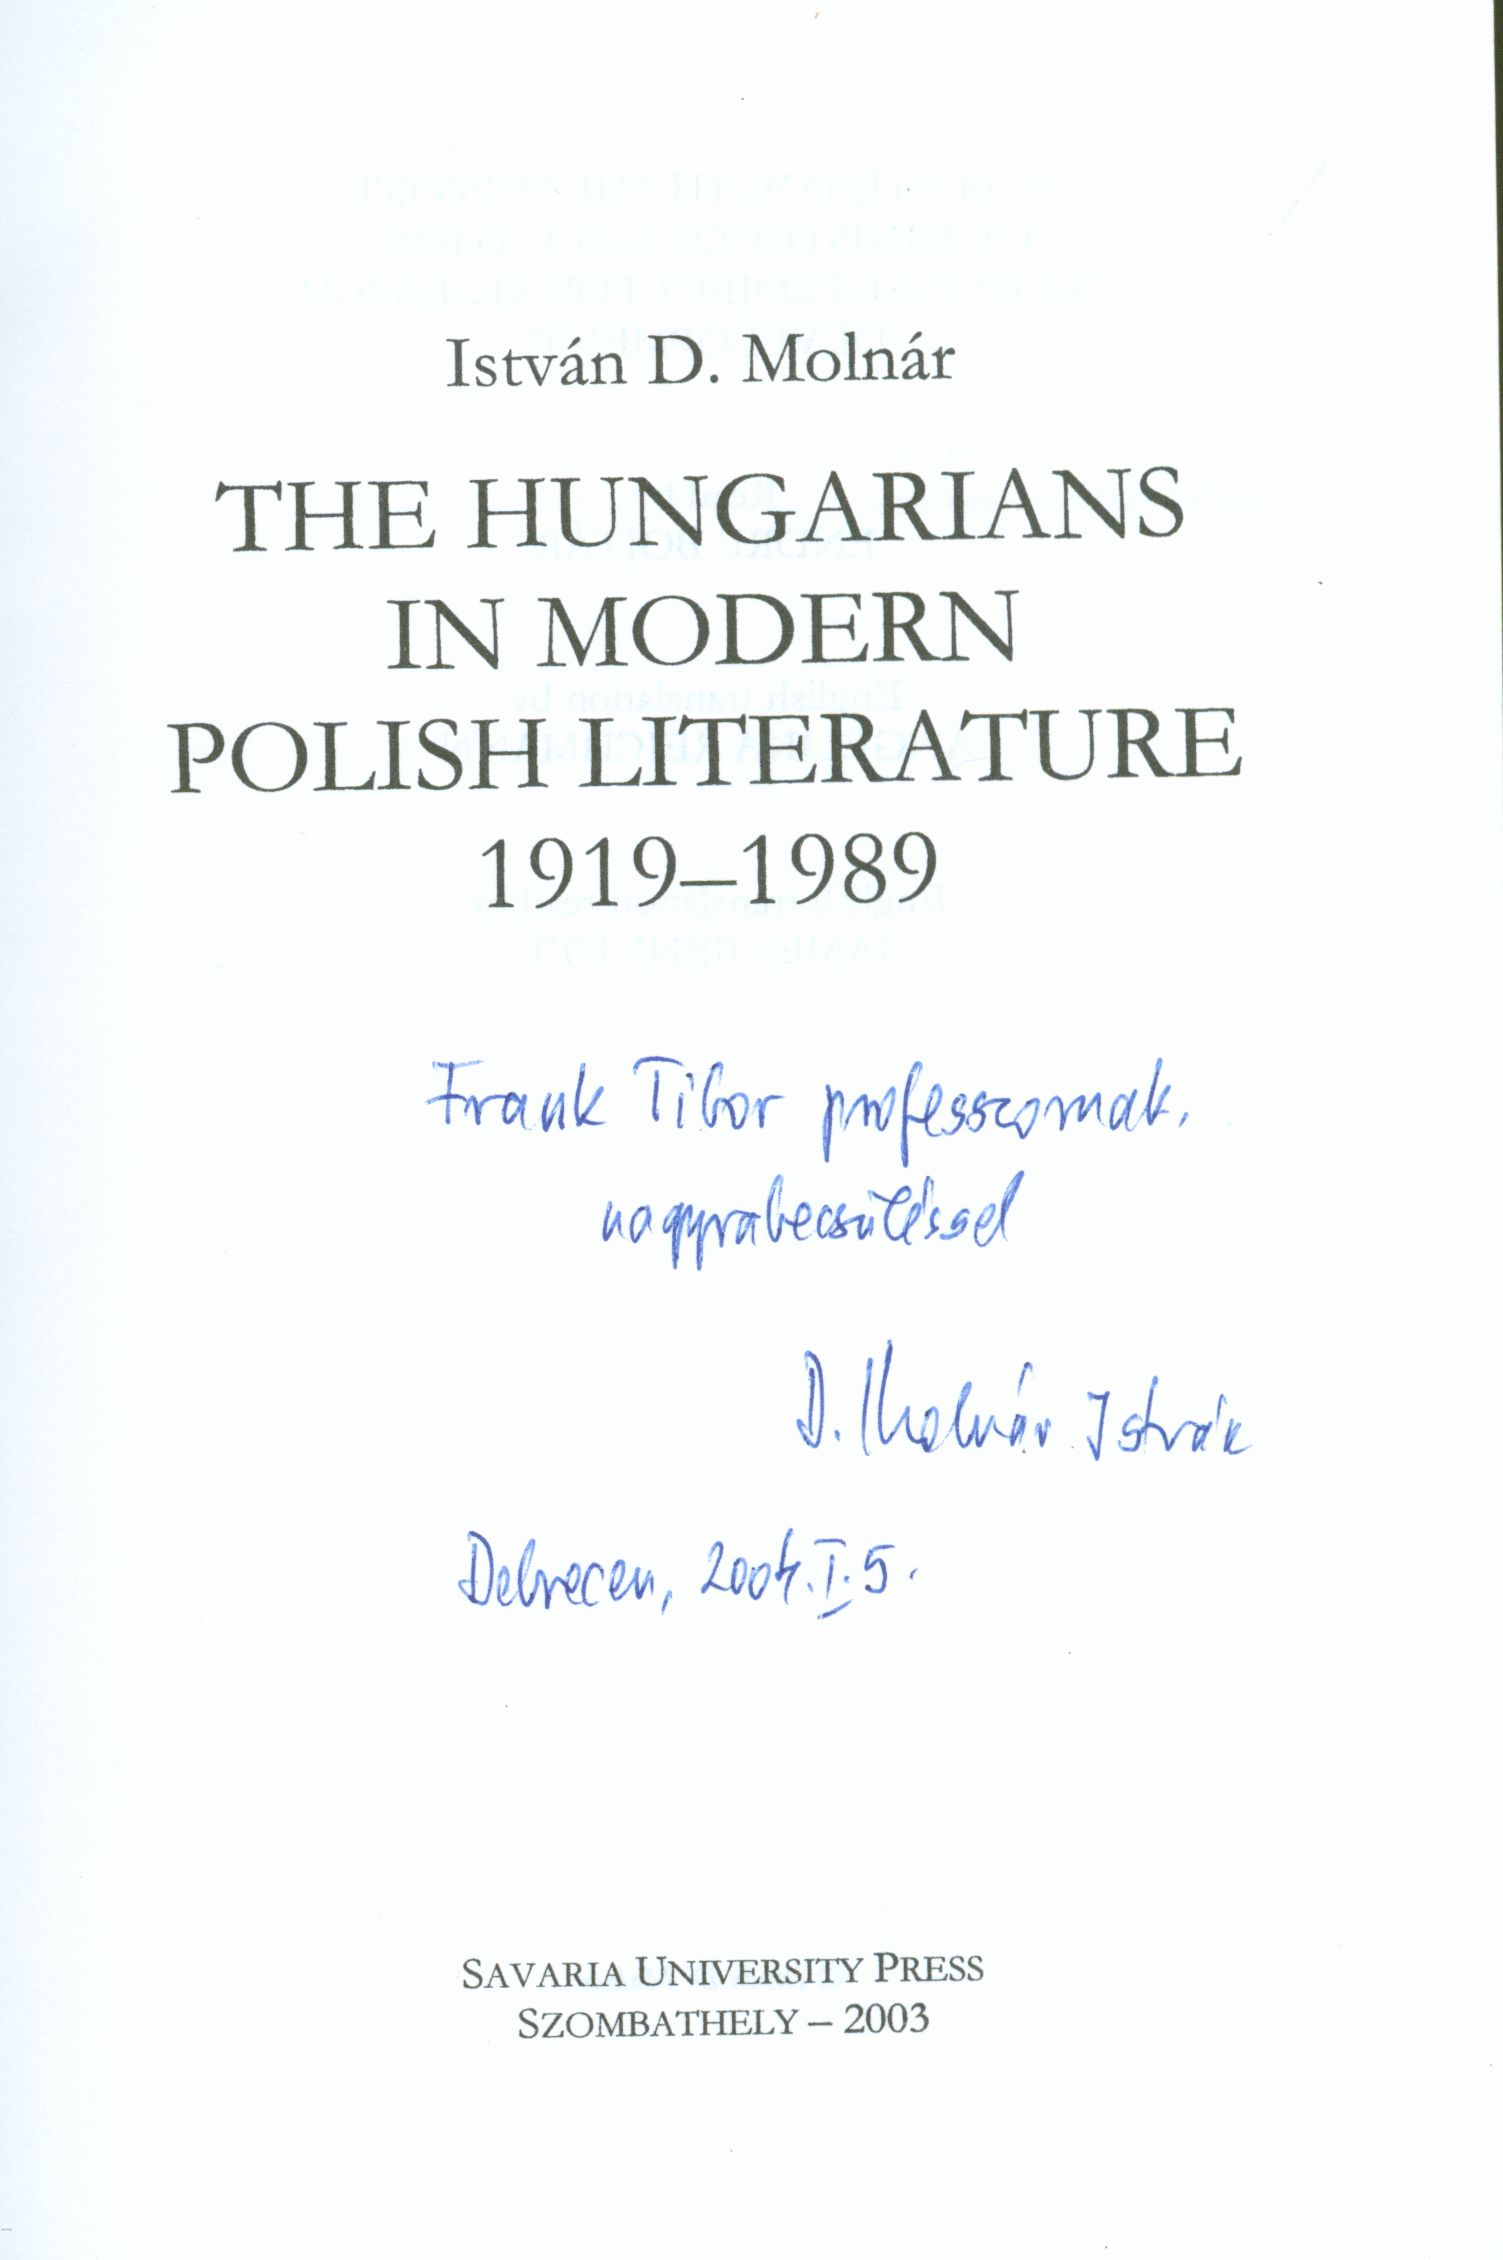 István D. Molnár
THE HUNGARIANS
IN MODERN
POLISH LITERATURE
1919–1989
Frank Tibor professzornak,
nagyrabecsüléssel
D. Molnár István
Debrecen, 2004. I. 5.
SAVARIA UNIVERSITY PRESS
SZOMBATHELY – 2003